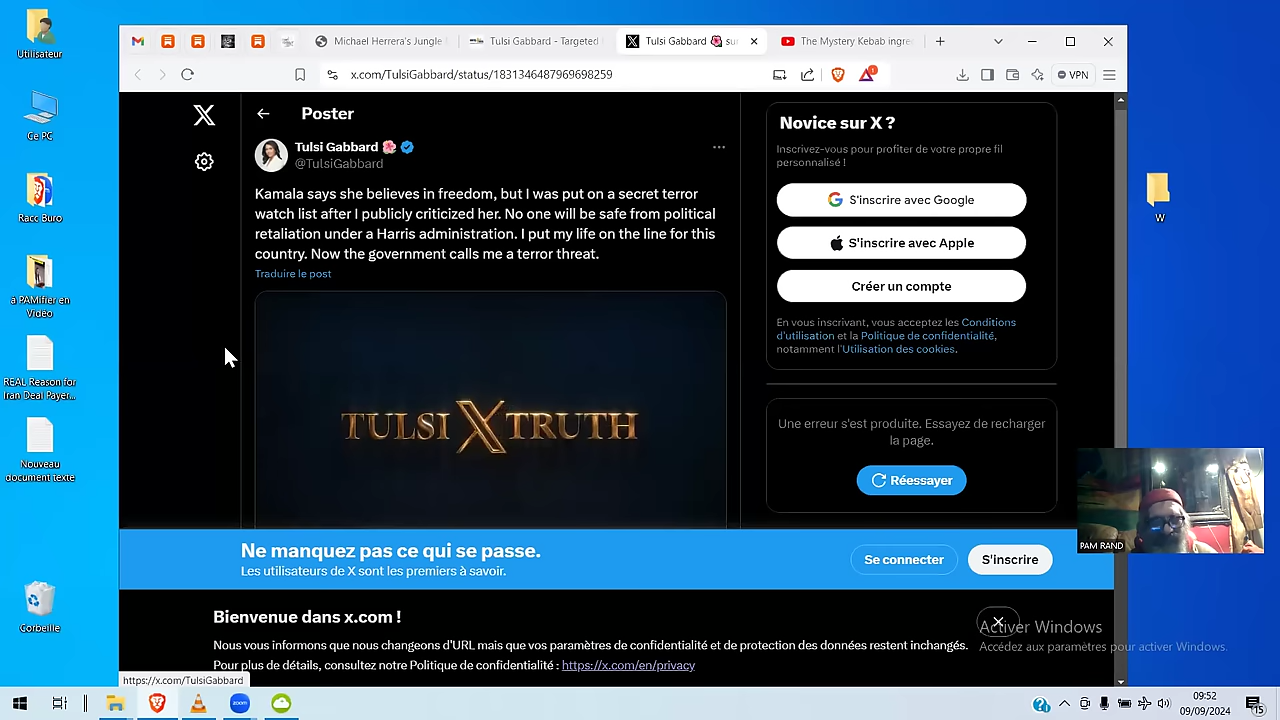 Utilisateur
Ce PC
Racc Buro
à PAMifier en
Vidéo
REAL Reason for
Iran Deal Payer...
Nouveau
document texte
Corbeille
Michael Herrera's Jungle
Tulsi Gabbard - Targeted
Tulsi Gabbard 🌺 su
The Mystery Kebab ingre
x.com/TulsiGabbard/status/1831346487969698259
1
VPN
Poster
Tulsi Gabbard 🌺
@TulsiGabbard
Kamala says she believes in freedom, but I was put on a secret terror
watch list after I publicly criticized her. No one will be safe from political
retaliation under a Harris administration. I put my life on the line for this
country. Now the government calls me a terror threat.
Traduire le post
TULSI X TRUTH
Novice sur X ?
Inscrivez-vous pour profiter de votre propre fil
personnalisé !
S'inscrire avec Google
S'inscrire avec Apple
Créer un compte
En vous inscrivant, vous acceptez les Conditions
d'utilisation et la Politique de confidentialité,
notamment l'Utilisation des cookies.
Une erreur s'est produite. Essayez de recharger
la page.
Réessayer
W
PAM RAND
Ne manquez pas ce qui se passe.
Les utilisateurs de X sont les premiers à savoir.
Se connecter
S'inscrire
Bienvenue dans x.com !
Nous vous informons que nous changeons d'URL mais que vos paramètres de confidentialité et de protection des données restent inchangés.
Pour plus de détails, consultez notre Politique de confidentialité : https://x.com/en/privacy
Activer Windows
Accédez aux paramètres pour activer Windows.
https://x.com/TulsiGabbard
zoom
09:52
09/09/2024
15